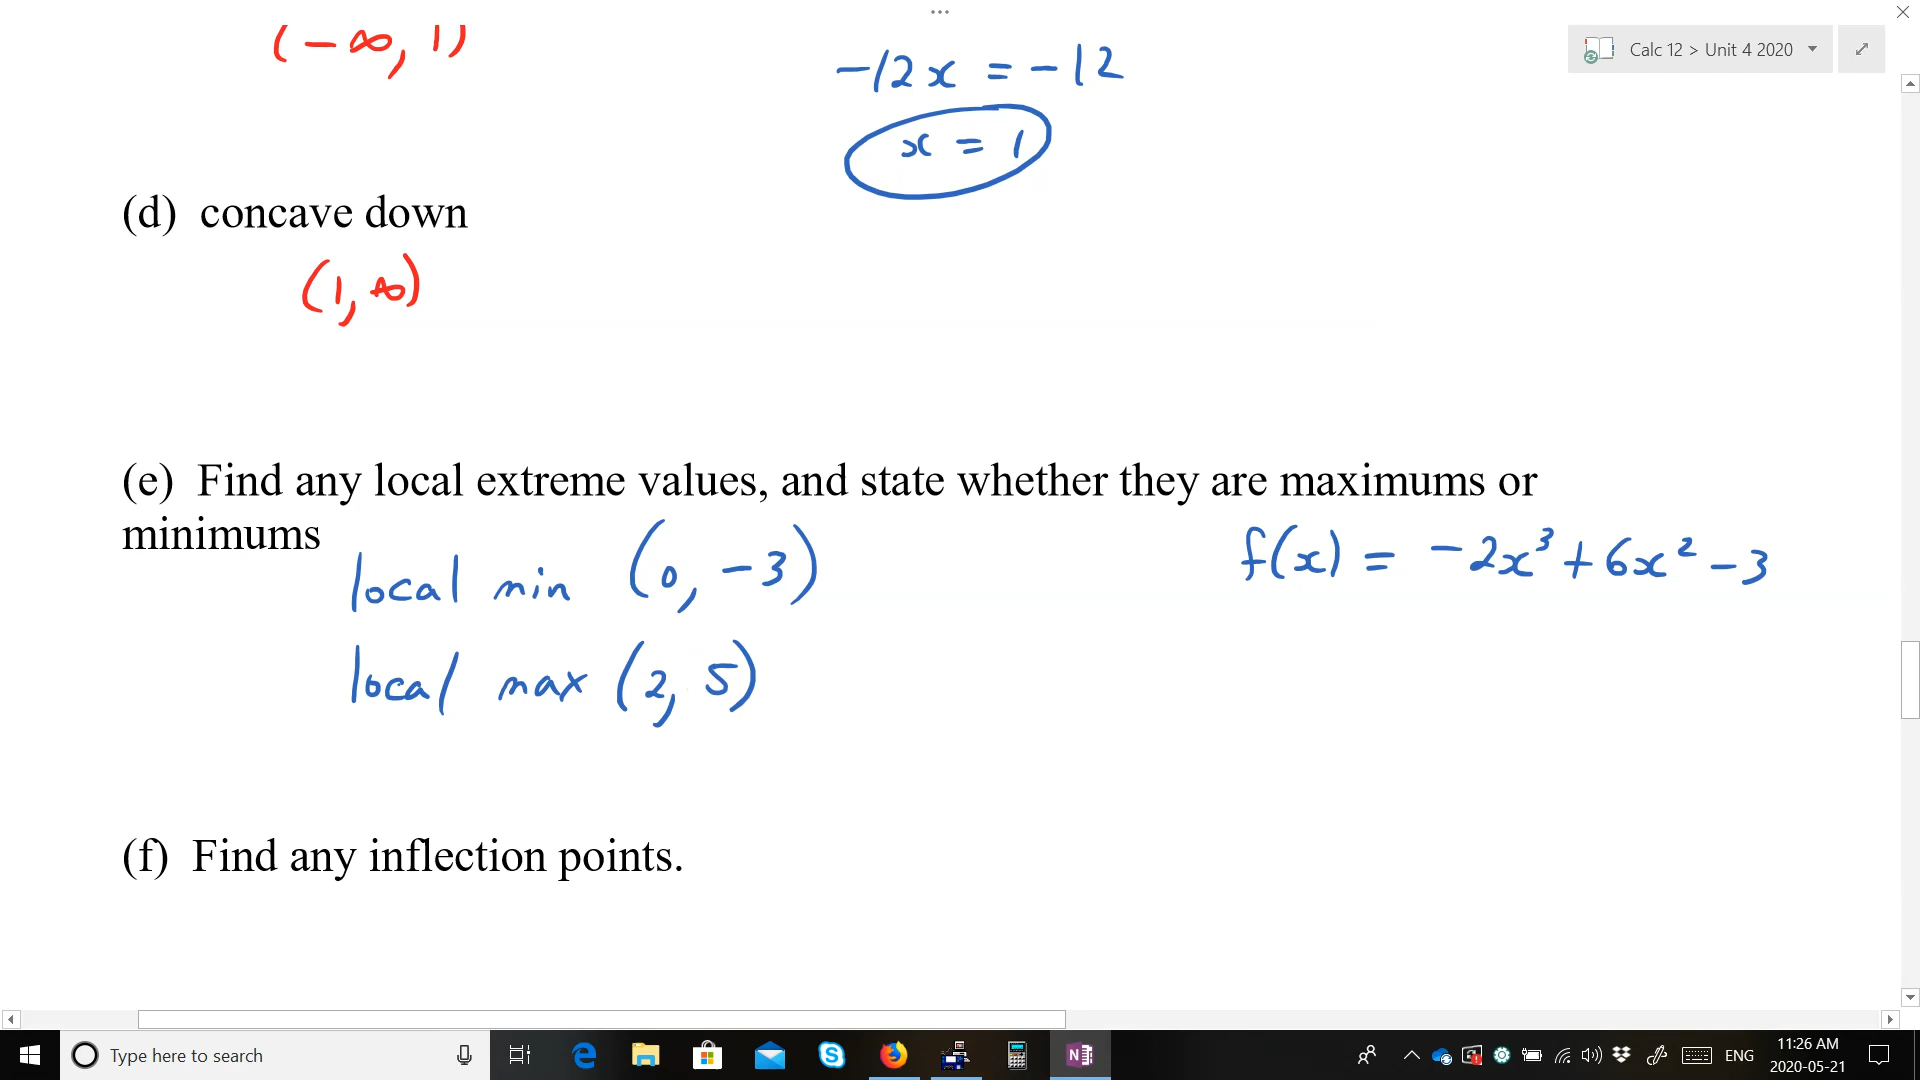 (-∞, 1)
-12x = -12
x = 1
Calc 12 > Unit 4 2020
(d) concave down
(1, ∞)
(e) Find any local extreme values, and state whether they are maximums or
minimums
local min (0, -3)
f(x) = -2x³ + 6x² - 3
local max (2, 5)
(f) Find any inflection points.
Type here to search
ENG
11:26 AM
2020-05-21